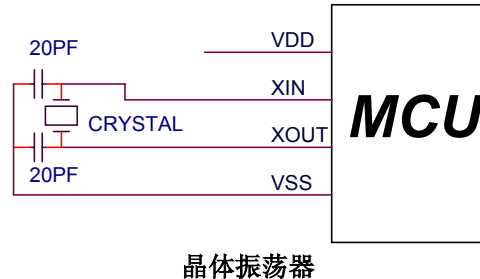 VDD
20PF
XIN
CRYSTAL
MCU
XOUT
20PF
VSS
晶体振荡器